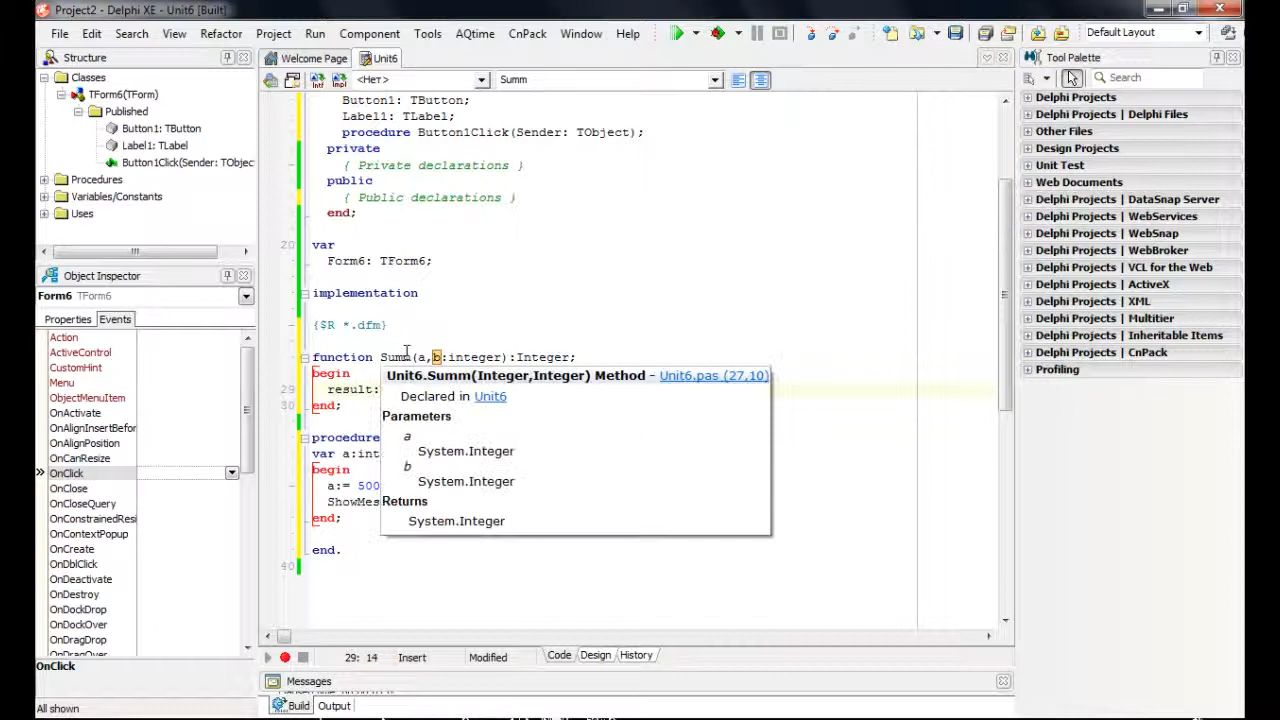 Project2 - Delphi XE - Unit6 [Built]
File Edit Search View Refactor Project Run Component Tools AQtime CnPack Window Help Default Layout
Structure
Classes
TForm6(TForm)
Published
Button1: TButton
Label1: TLabel
Button1Click(Sender: TObjec
Procedures
Variables/Constants
Uses
Object Inspector
Form6 TForm6
Properties Events
Action
ActiveControl
CustomHint
Menu
ObjectMenuItem
OnActivate
OnAlignInsertBefor
OnAlignPosition
OnCanResize
OnClick
OnClose
OnCloseQuery
OnConstrainedResi
OnContextPopup
OnCreate
OnDblClick
OnDeactivate
OnDestroy
OnDockDrop
OnDockOver
OnDragDrop
OnDragOver
OnClick
All shown
Welcome Page Unit6
<Нет> Summ
Button1: TButton;
Label1: TLabel;
procedure Button1Click(Sender: TObject);
private
{ Private declarations }
public
{ Public declarations }
end;
20 var
Form6: TForm6;
implementation
{$R *.dfm}
function Summ(a,b:integer):Integer;
begin
29 result:
30 end;
procedure
var a:int
begin
a:= 500
ShowMes
end;
end.
40
Unit6.Summ(Integer,Integer) Method - Unit6.pas (27,10)
Declared in Unit6
Parameters
a
System.Integer
b
System.Integer
Returns
System.Integer
29: 14 Insert Modified Code Design History
Messages
Build Output
Tool Palette
Search
Delphi Projects
Delphi Projects | Delphi Files
Other Files
Design Projects
Unit Test
Web Documents
Delphi Projects | DataSnap Server
Delphi Projects | WebServices
Delphi Projects | WebSnap
Delphi Projects | WebBroker
Delphi Projects | VCL for the Web
Delphi Projects | ActiveX
Delphi Projects | XML
Delphi Projects | Multitier
Delphi Projects | Inheritable Items
Delphi Projects | CnPack
Profiling